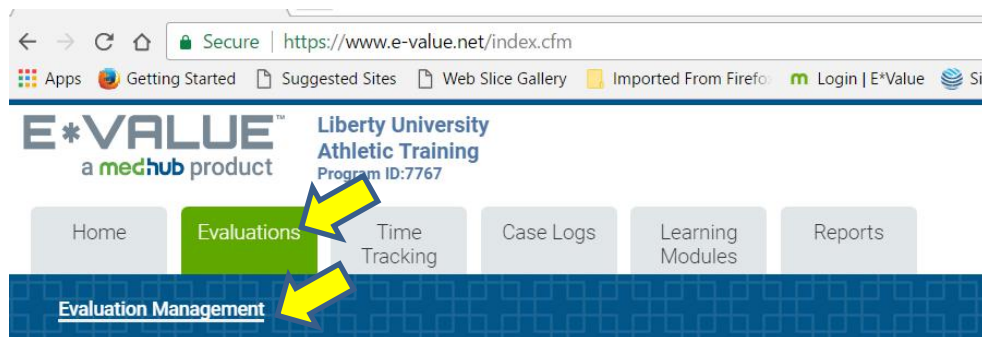 Secure | https://www.e-value.net/index.cfm
Apps Getting Started Suggested Sites Web Slice Gallery Imported From Firefo m Login | E*Value Si
E*VALUE™ Liberty University
Athletic Training
a medhub product
Program ID:7767
Home Evaluations Time Tracking Case Logs Learning Modules Reports
Evaluation Management